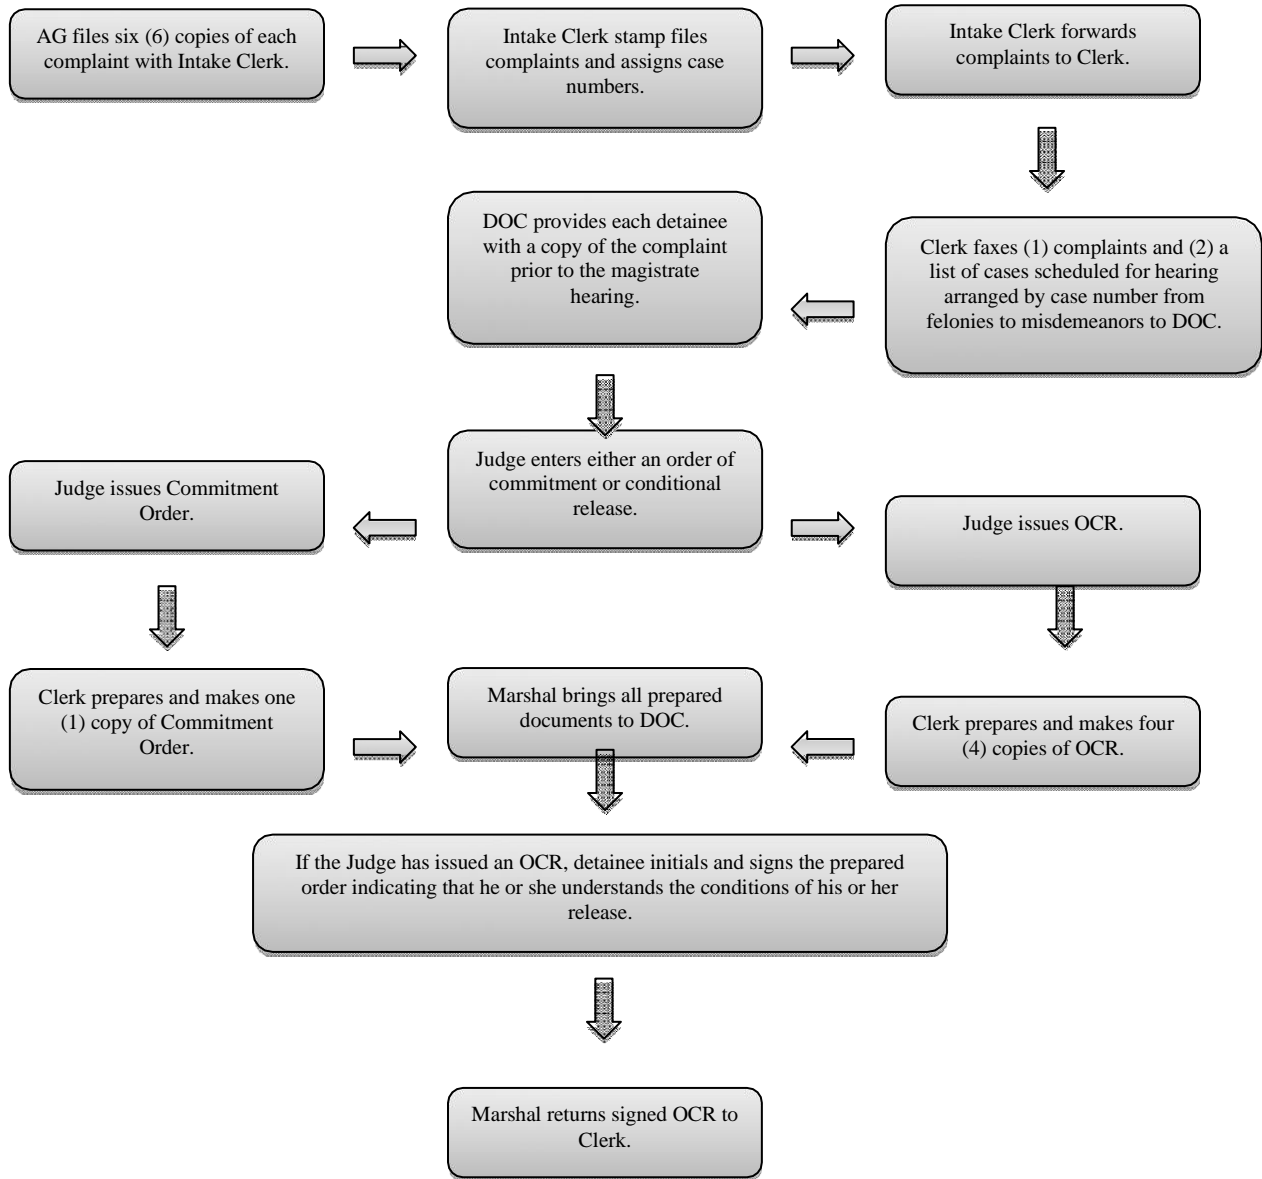 AG files six (6) copies of each
complaint with Intake Clerk.
Intake Clerk stamp files
complaints and assigns case
numbers.
Intake Clerk forwards
complaints to Clerk.
Clerk faxes (1) complaints and (2) a
list of cases scheduled for hearing
arranged by case number from
felonies to misdemeanors to DOC.
DOC provides each detainee
with a copy of the complaint
prior to the magistrate
hearing.
Judge enters either an order of
commitment or conditional
release.
Judge issues Commitment
Order.
Judge issues OCR.
Clerk prepares and makes one
(1) copy of Commitment
Order.
Clerk prepares and makes four
(4) copies of OCR.
Marshal brings all prepared
documents to DOC.
If the Judge has issued an OCR, detainee initials and signs the prepared
order indicating that he or she understands the conditions of his or her
release.
Marshal returns signed OCR to
Clerk.